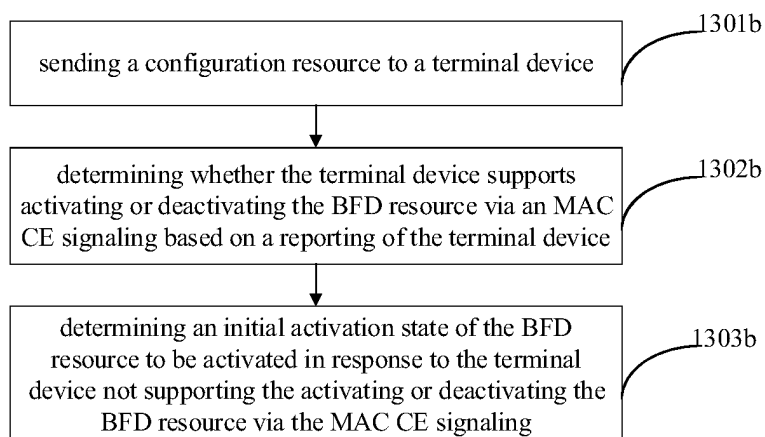 sending a configuration resource to a terminal device
1301b
determining whether the terminal device supports
activating or deactivating the BFD resource via an MAC
CE signaling based on a reporting of the terminal device
1302b
determining an initial activation state of the BFD
resource to be activated in response to the terminal
device not supporting the activating or deactivating the
BFD resource via the MAC CE signaling
1303b